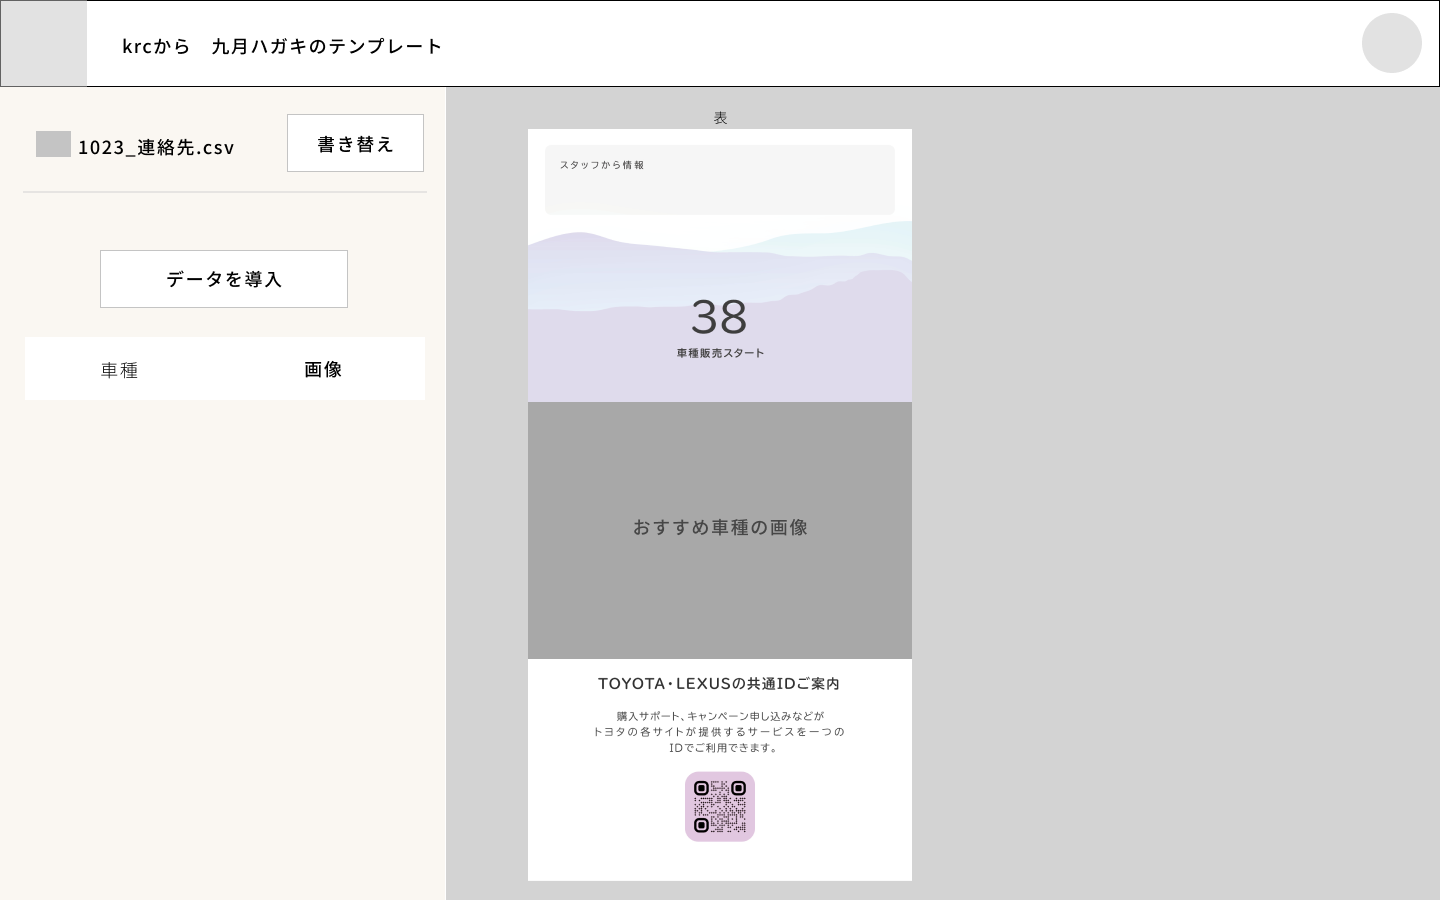 krcから　九月ハガキのテンプレート
1023_連絡先.csv
書き替え
データを導入
車種
画像
表
スタッフから情報
38
車種販売スタート
おすすめ車種の画像
TOYOTA・LEXUSの共通IDご案内
購入サポート、キャンペーン申し込みなどが
トヨタの各サイトが提供するサービスを一つの
IDでご利用できます。